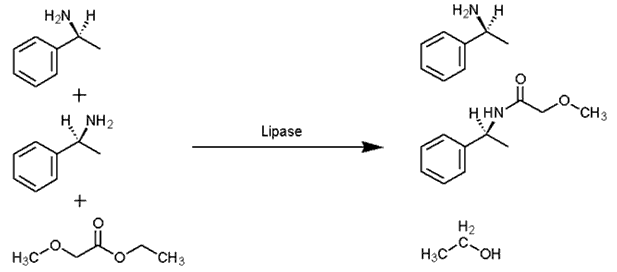 H₂N H
+
H NH₂
Lipase
+
O
H₃C O O CH₃
H₂N H
O
H HN O CH₃
H₂
H₃C C OH